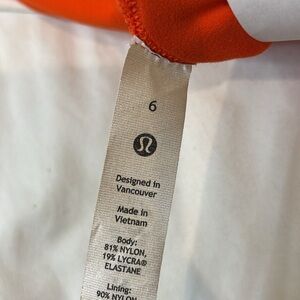 6
Designed in
Vancouver
Made in
Vietnam
Body:
81% NYLON,
19% LYCRA®
ELASTANE
Lining:
90% NYLON